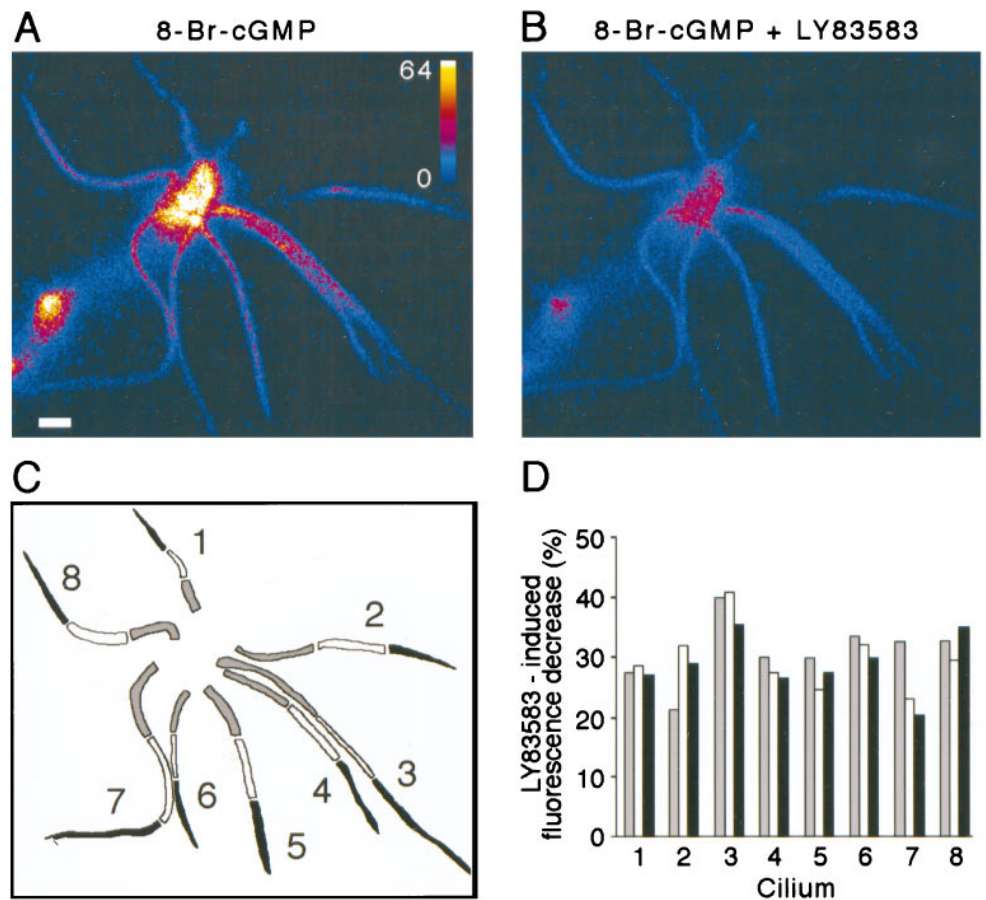 A
8-Br-cGMP
64
0
B
8-Br-cGMP + LY83583
C
1
2
3
4
5
6
7
8
D
LY83583 - induced
fluorescence decrease (%)
50
40
30
20
10
0
1 2 3 4 5 6 7 8
Cilium